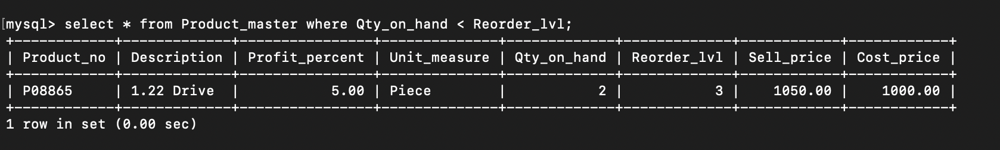 mysql> select * from Product_master where Qty_on_hand < Reorder_lvl;
+------------+-------------+----------------+--------------+-------------+-------------+------------+------------+
| Product_no | Description | Profit_percent | Unit_measure | Qty_on_hand | Reorder_lvl | Sell_price | Cost_price |
+------------+-------------+----------------+--------------+-------------+-------------+------------+------------+
| P08865     | 1.22 Drive  |           5.00 | Piece        |           2 |           3 |    1050.00 |    1000.00 |
+------------+-------------+----------------+--------------+-------------+-------------+------------+------------+
1 row in set (0.00 sec)